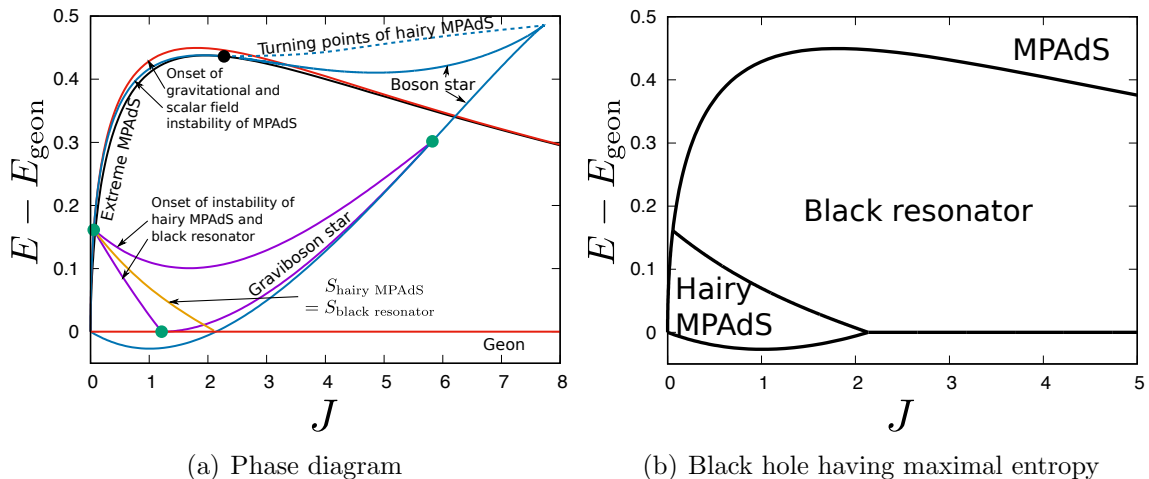 0.5
0.4
0.3
0.2
0.1
0
E − E_geon
Turning points of hairy MPAdS
Onset of
gravitational and
scalar field
instability of MPAdS
Boson star
Extreme MPAdS
Onset of instability of
hairy MPAdS and
black resonator
Graviboson star
S_hairy MPAdS
= S_black resonator
Geon
0 1 2 3 4 5 6 7 8
J
(a) Phase diagram
0.5
0.4
0.3
0.2
0.1
0
E − E_geon
MPAdS
Black resonator
Hairy
MPAdS
0 1 2 3 4 5
J
(b) Black hole having maximal entropy